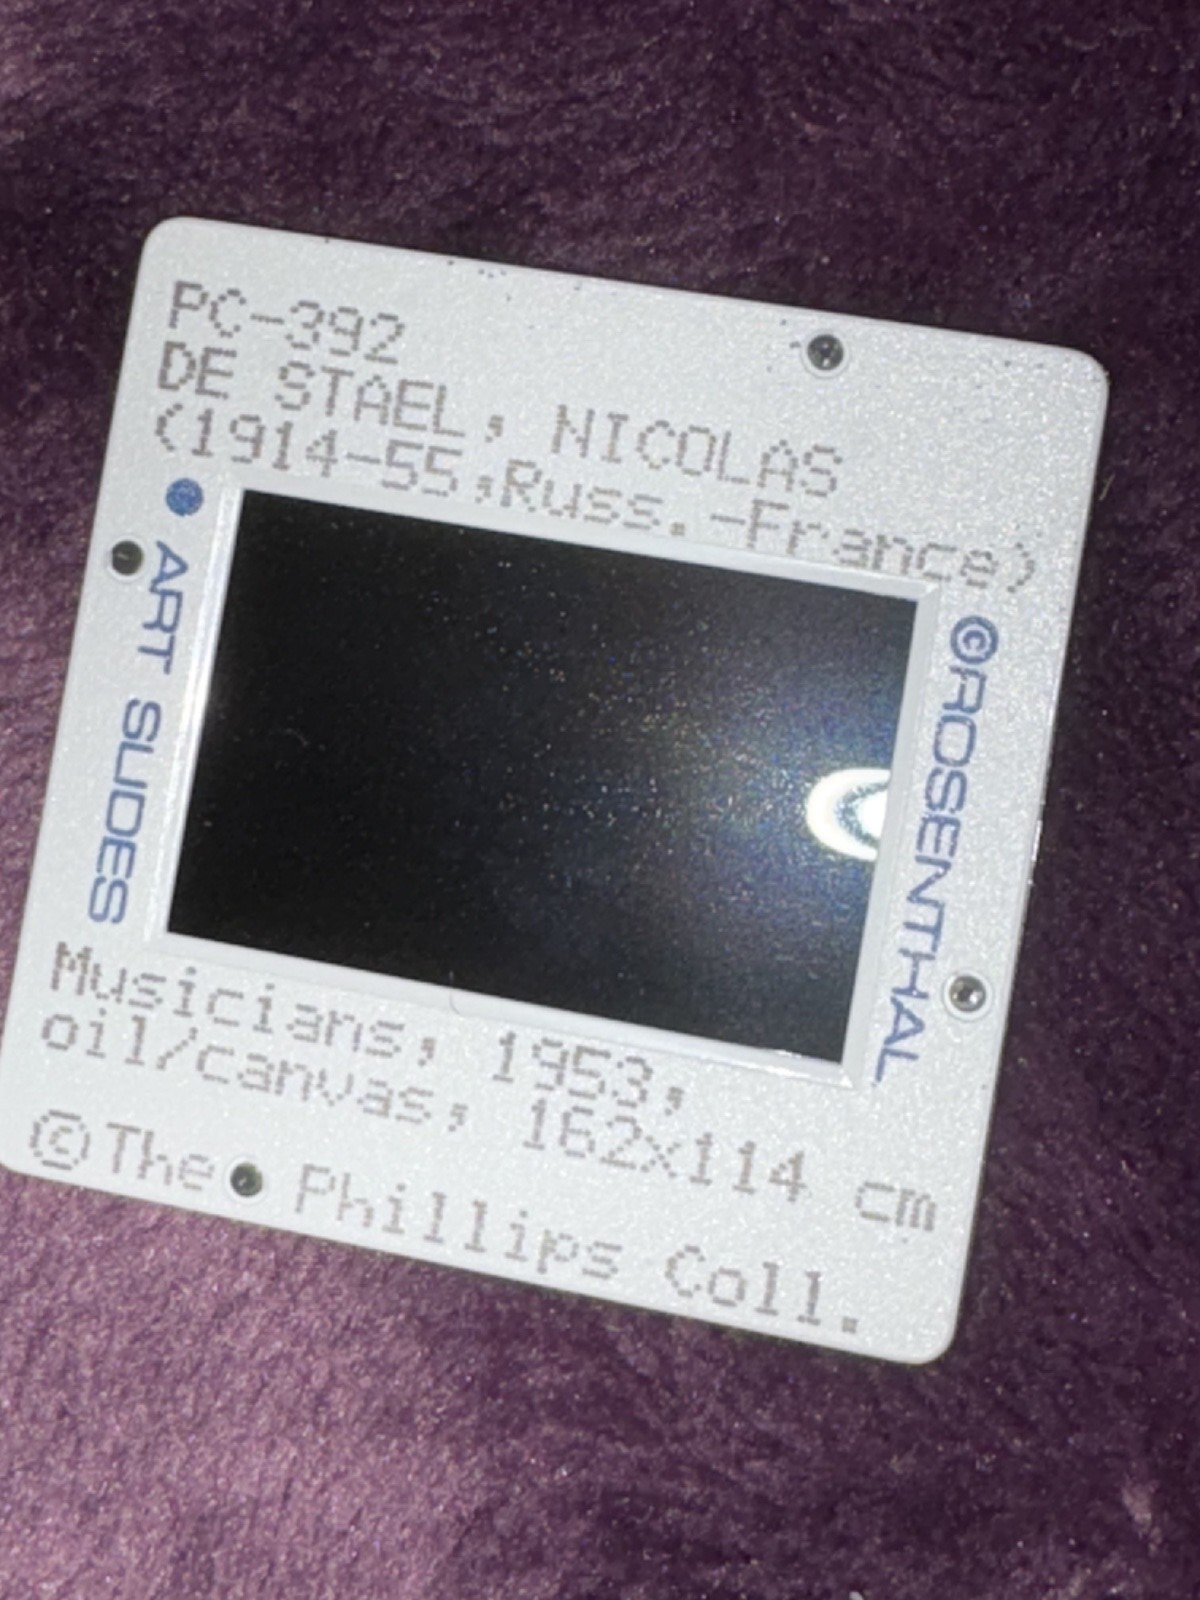 PC-392
DE STAEL, NICOLAS
(1914-55,Russ.-France)
ART SLIDES
©ROSENTHAL
Musicians, 1953,
oil/canvas, 162x114 cm
©The Phillips Coll.